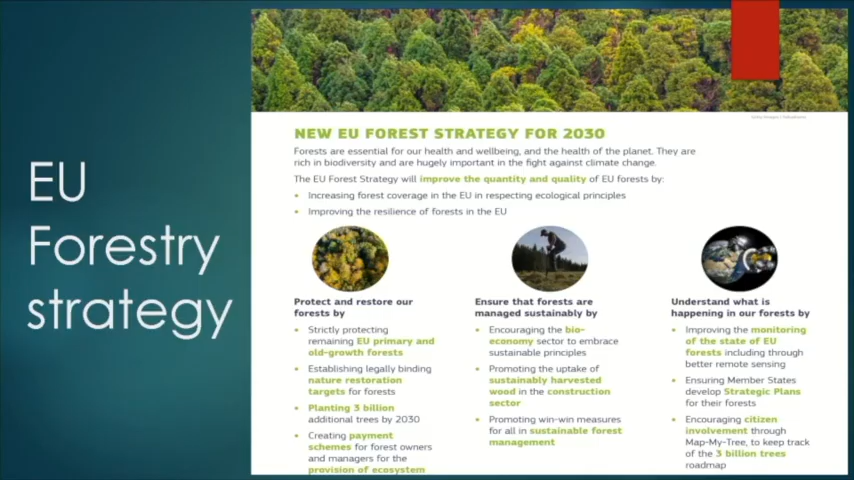 EU
Forestry
strategy
NEW EU FOREST STRATEGY FOR 2030
Forests are essential for our health and wellbeing, and the health of the planet. They are
rich in biodiversity and are hugely important in the fight against climate change.
The EU Forest Strategy will improve the quantity and quality of EU forests by:
• Increasing forest coverage in the EU in respecting ecological principles
• Improving the resilience of forests in the EU
Protect and restore our
forests by
• Strictly protecting
remaining EU primary and
old-growth forests
• Establishing legally binding
nature restoration
targets for forests
• Planting 3 billion
additional trees by 2030
• Creating payment
schemes for forest owners
and managers for the
provision of ecosystem
Ensure that forests are
managed sustainably by
• Encouraging the bio-
economy sector to embrace
sustainable principles
• Promoting the uptake of
sustainably harvested
wood in the construction
sector
• Promoting win-win measures
for all in sustainable forest
management
Understand what is
happening in our forests by
• Improving the monitoring
of the state of EU
forests including through
better remote sensing
• Ensuring Member States
develop Strategic Plans
for their forests
• Encouraging citizen
involvement through
Map-My-Tree, to keep track
of the 3 billion trees
roadmap